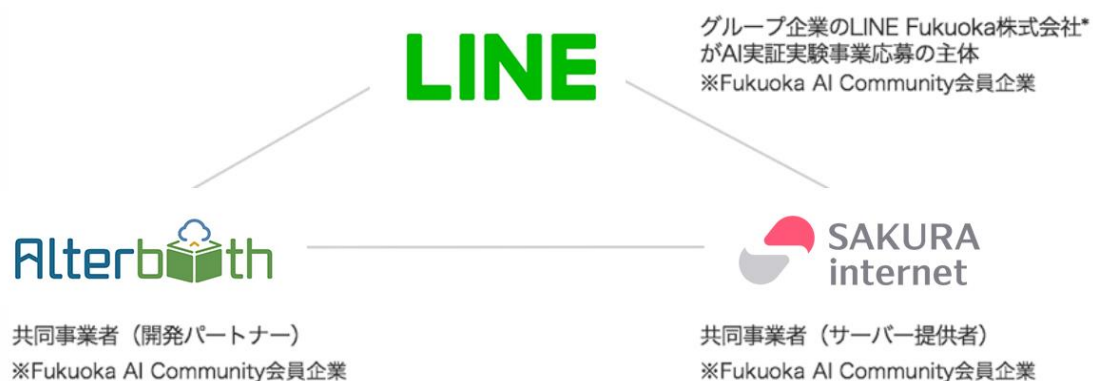 LINE
グループ企業のLINE Fukuoka株式会社*
がAI実証実験事業応募の主体
※Fukuoka AI Community会員企業
Alterbooth
SAKURA
internet
共同事業者（開発パートナー）
※Fukuoka AI Community会員企業
共同事業者（サーバー提供者）
※Fukuoka AI Community会員企業